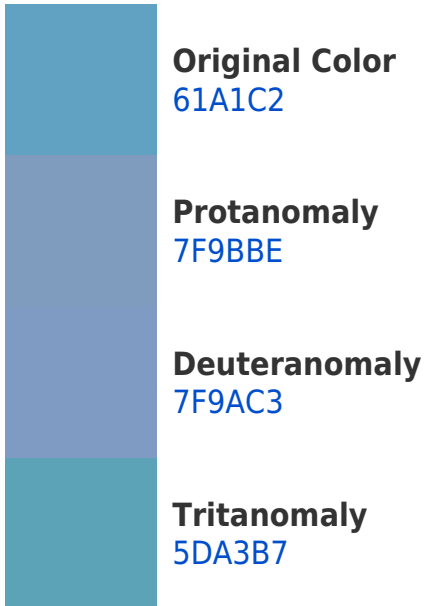 Original Color
61A1C2
Protanomaly
7F9BBE
Deuteranomaly
7F9AC3
Tritanomaly
5DA3B7